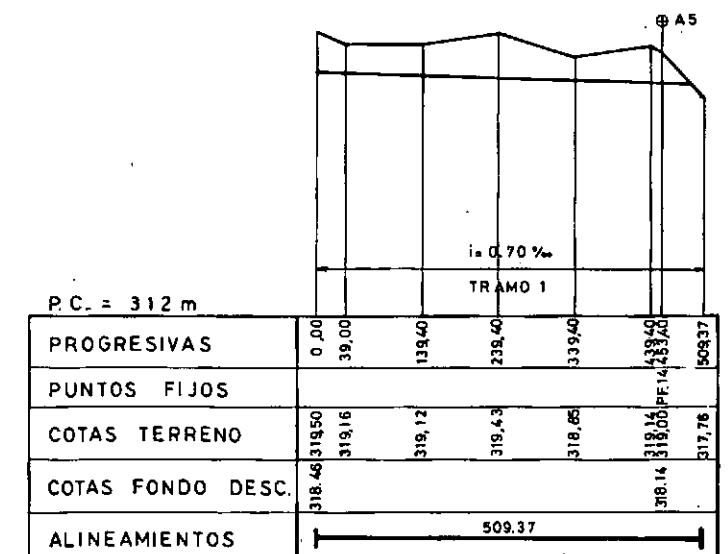 A5
i= 0.70 ‰
TRAMO 1
P.C. = 312 m
PROGRESIVAS 0,00 39,00 139,40 239,40 339,40 439,40 453,40 509,37
PUNTOS FIJOS PF.14
COTAS TERRENO 319,50 319,16 319,12 319,43 318,85 319,14 319,00 317,76
COTAS FONDO DESC. 318.46 318.14
ALINEAMIENTOS 509.37